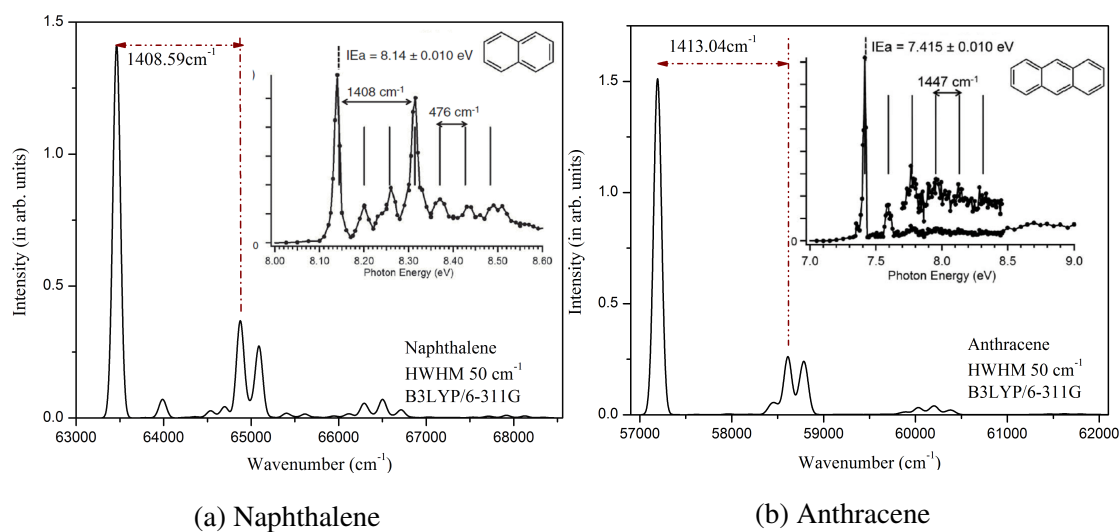 1408.59cm⁻¹
IEa = 8.14 ± 0.010 eV
1408 cm⁻¹
476 cm⁻¹
0
8.00 8.10 8.20 8.30 8.40 8.50 8.60
Photon Energy (eV)
Naphthalene
HWHM 50 cm⁻¹
B3LYP/6-311G
1.5
1.0
0.5
0.0
Intensity (in arb. units)
63000 64000 65000 66000 67000 68000
Wavenumber (cm⁻¹)
(a) Naphthalene
1413.04cm⁻¹
IEa = 7.415 ± 0.010 eV
1447 cm⁻¹
0
7.0 7.5 8.0 8.5 9.0
Photon Energy (eV)
Anthracene
HWHM 50 cm⁻¹
B3LYP/6-311G
1.5
1.0
0.5
0.0
Intensity (in arb. units)
57000 58000 59000 60000 61000 62000
Wavenumber (cm⁻¹)
(b) Anthracene